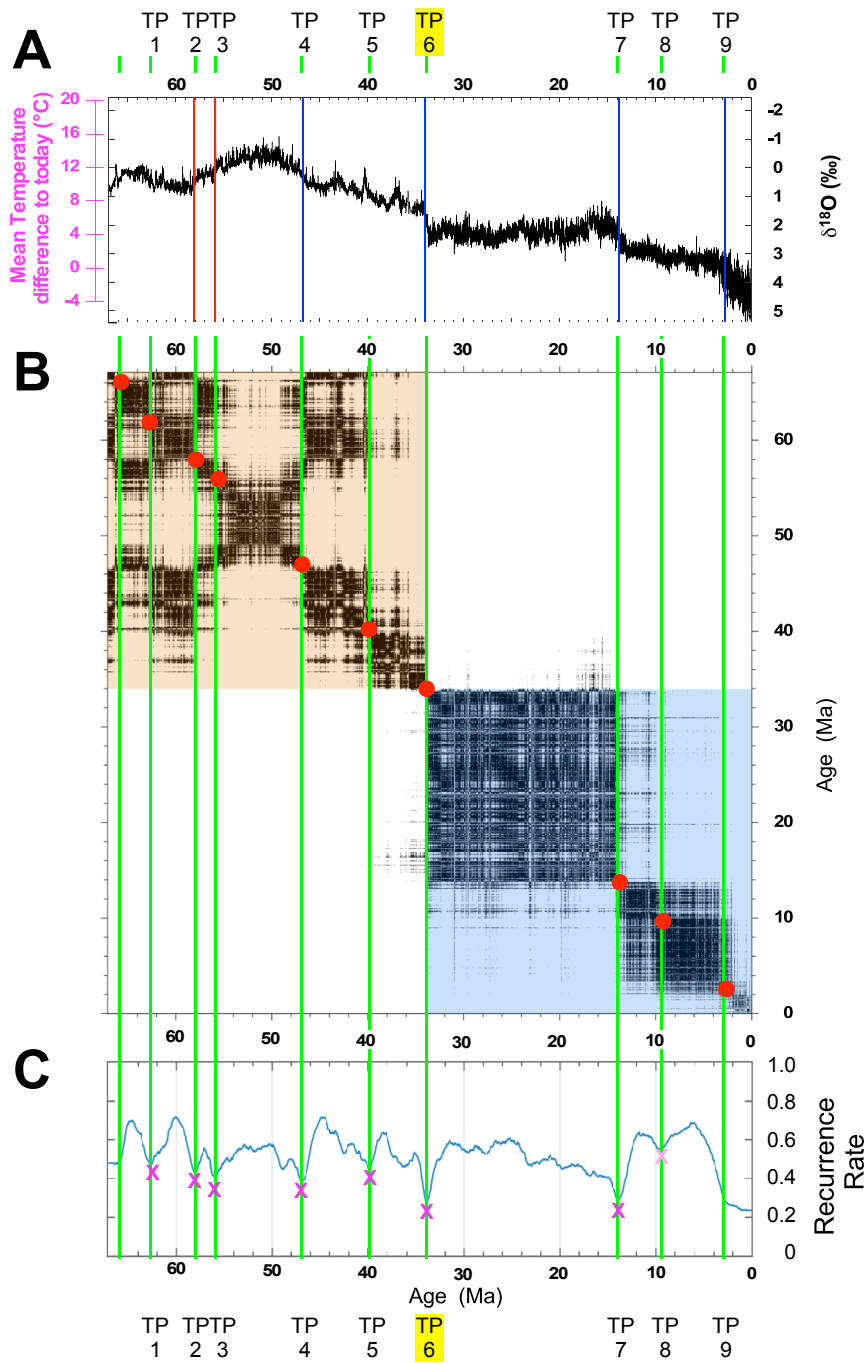 TP TP TP TP TP TP TP TP TP
1 2 3 4 5 6 7 8 9
A
60 50 40 30 20 10 0
Mean Temperature
difference to today (°C)
20
16
12
8
4
0
-4
-2
-1
0
1
2
3
4
5
δ18O (‰)
60 50 40 30 20 10 0
B
60
50
40
30
20
10
0
Age (Ma)
60 50 40 30 20 10 0
C
1.0
0.8
0.6
0.4
0.2
0
Recurrence
Rate
X X X X X X X X
60 50 40 30 20 10 0
Age (Ma)
TP TP TP TP TP TP TP TP TP
1 2 3 4 5 6 7 8 9